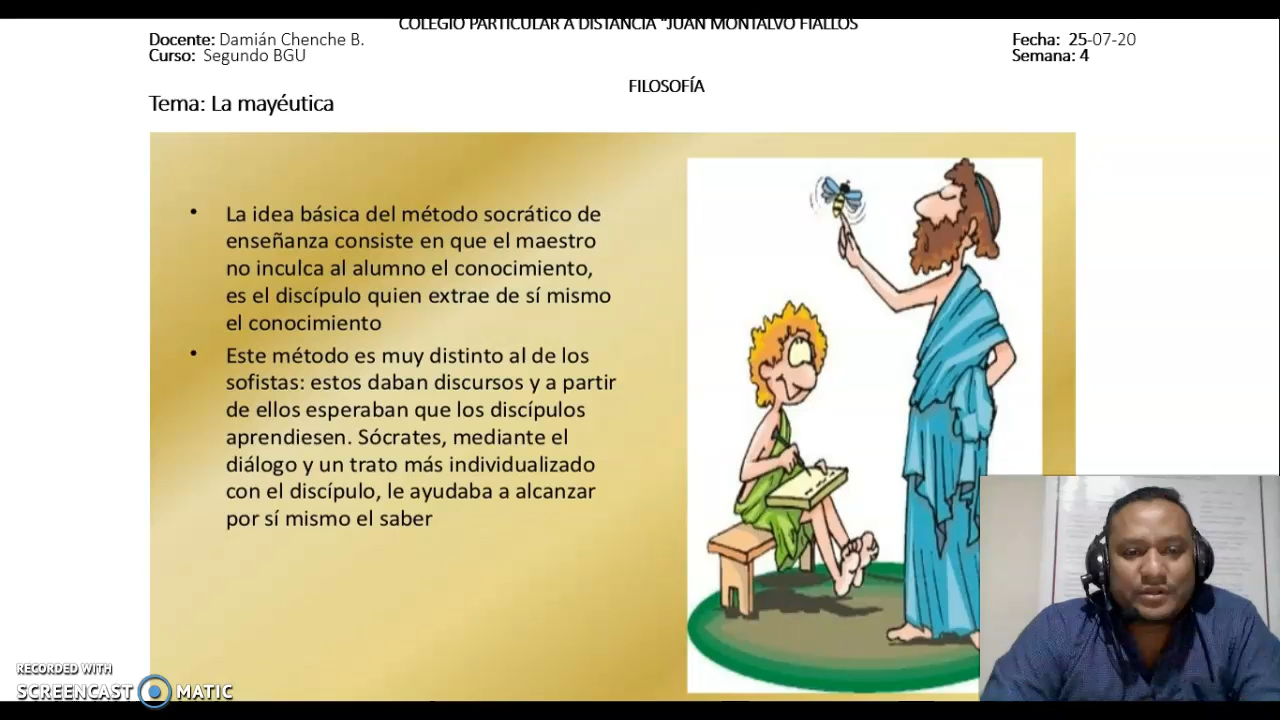 COLEGIO PARTICULAR A DISTANCIA "JUAN MONTALVO FIALLOS
Docente: Damián Chenche B.
Fecha: 25-07-20
Curso: Segundo BGU
Semana: 4
FILOSOFÍA
Tema: La mayéutica
• La idea básica del método socrático de
enseñanza consiste en que el maestro
no inculca al alumno el conocimiento,
es el discípulo quien extrae de sí mismo
el conocimiento
• Este método es muy distinto al de los
sofistas: estos daban discursos y a partir
de ellos esperaban que los discípulos
aprendiesen. Sócrates, mediante el
diálogo y un trato más individualizado
con el discípulo, le ayudaba a alcanzar
por sí mismo el saber
RECORDED WITH
SCREENCAST MATIC